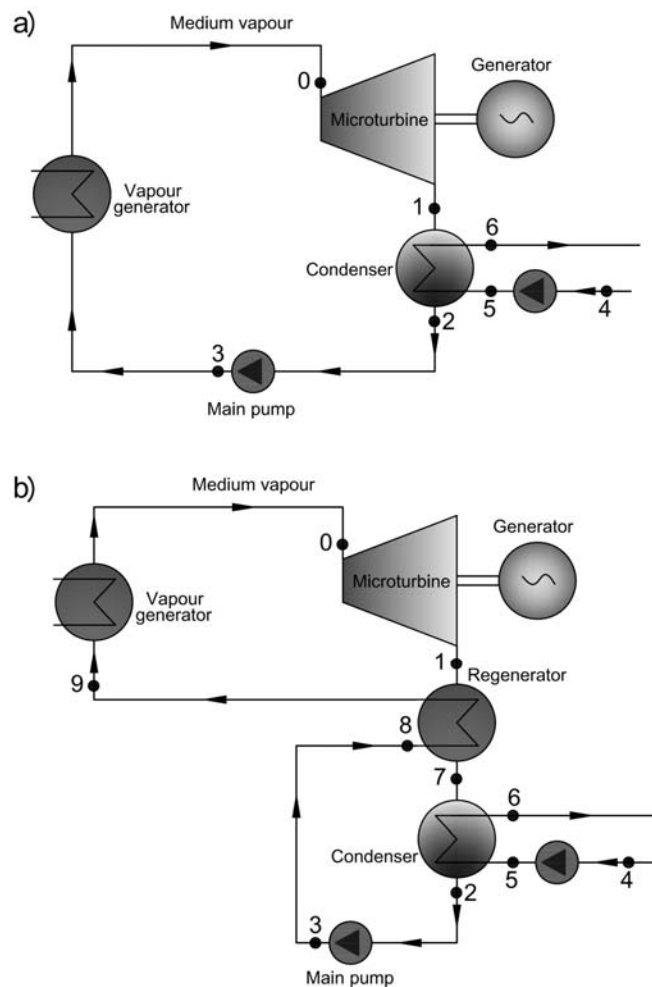 a)
Medium vapour
0
Generator
Microturbine
Vapour
generator
1
6
Condenser
5
4
2
3
Main pump
b)
Medium vapour
0
Generator
Microturbine
Vapour
generator
1
Regenerator
9
8
7
6
Condenser
5
4
2
3
Main pump